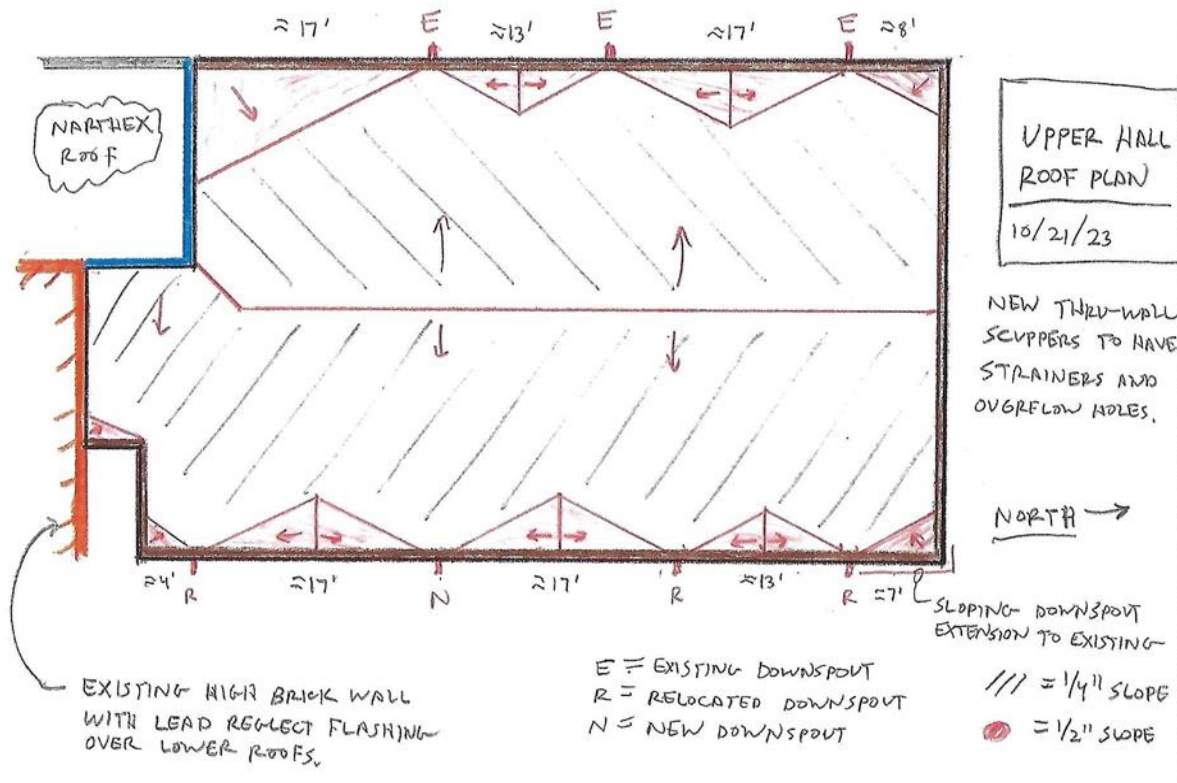 ≈17'
E
≈13'
E
≈17'
E
≈8'
NARTHEX
ROOF
UPPER HALL
ROOF PLAN
10/21/23
NEW THRU-WALL
SCUPPERS TO HAVE
STRAINERS AND
OVERFLOW HOLES.
NORTH
≈4'
R
≈17'
N
≈17'
R
≈13'
R
≈7'
SLOPING DOWNSPOUT
EXTENSION TO EXISTING
EXISTING HIGH BRICK WALL
WITH LEAD REGLECT FLASHING
OVER LOWER ROOFS.
E = EXISTING DOWNSPOUT
R = RELOCATED DOWNSPOUT
N = NEW DOWNSPOUT
/// = 1/4" SLOPE
= 1/2" SLOPE